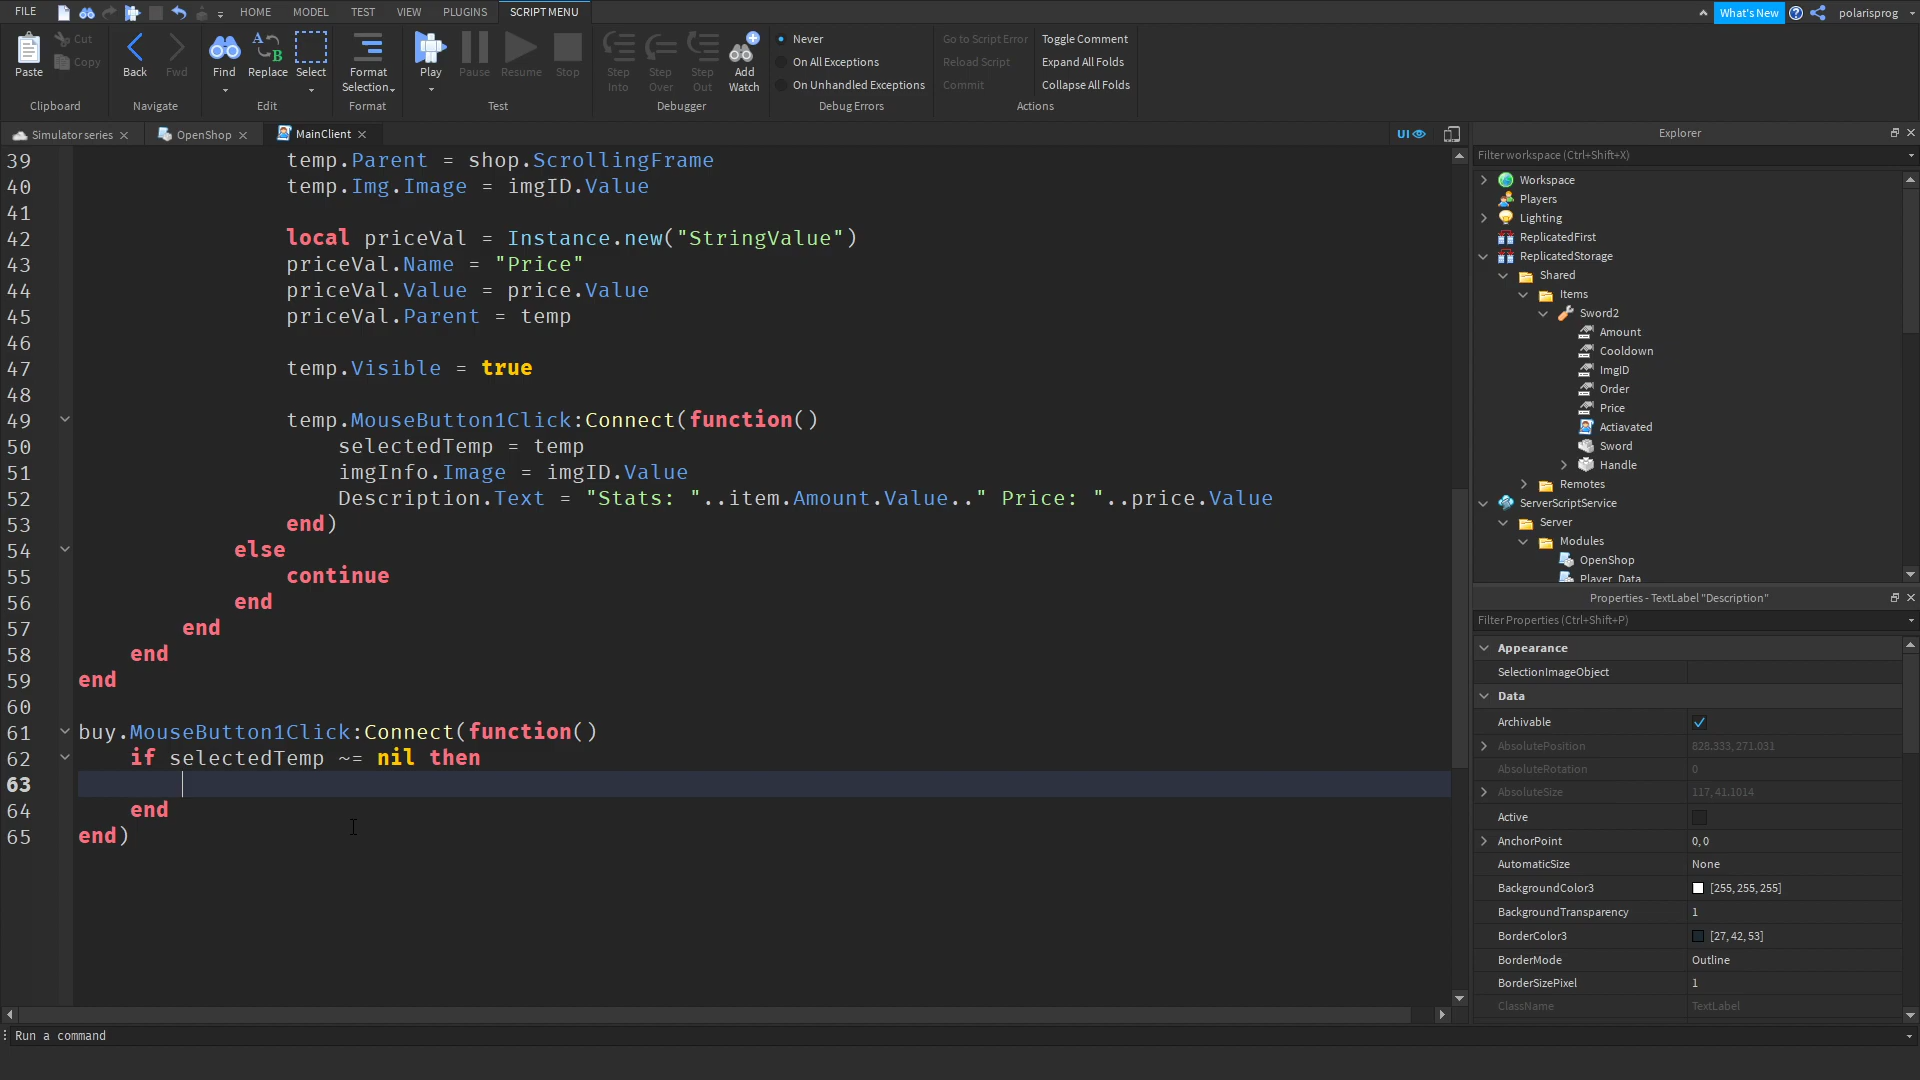 FILE HOME MODEL TEST VIEW PLUGINS SCRIPT MENU What's New polarisprog
Paste Cut Copy Clipboard
Back Fwd Navigate
Find Replace Select Edit
Format Selection Format
Play Pause Resume Stop Test
Step Into Step Over Step Out Add Watch Debugger
Never
On All Exceptions
On Unhandled Exceptions
Debug Errors
Go to Script Error Toggle Comment
Reload Script Expand All Folds
Commit Collapse All Folds
Actions
Simulator series OpenShop MainClient UI
39 temp.Parent = shop.ScrollingFrame
40 temp.Img.Image = imgID.Value
41
42 local priceVal = Instance.new("StringValue")
43 priceVal.Name = "Price"
44 priceVal.Value = price.Value
45 priceVal.Parent = temp
46
47 temp.Visible = true
48
49 temp.MouseButton1Click:Connect(function()
50 selectedTemp = temp
51 imgInfo.Image = imgID.Value
52 Description.Text = "Stats: "..item.Amount.Value.." Price: "..price.Value
53 end)
54 else
55 continue
56 end
57 end
58 end
59 end
60
61 buy.MouseButton1Click:Connect(function()
62 if selectedTemp ~= nil then
63
64 end
65 end)
Run a command
Explorer
Filter workspace (Ctrl+Shift+X)
Workspace
Players
Lighting
ReplicatedFirst
ReplicatedStorage
Shared
Items
Sword2
Amount
Cooldown
ImgID
Order
Price
Actiavated
Sword
Handle
Remotes
ServerScriptService
Server
Modules
OpenShop
Player_Data
Properties - TextLabel "Description"
Filter Properties (Ctrl+Shift+P)
Appearance
SelectionImageObject
Data
Archivable
AbsolutePosition 828.333, 271.031
AbsoluteRotation 0
AbsoluteSize 117, 41.1014
Active
AnchorPoint 0, 0
AutomaticSize None
BackgroundColor3 [255, 255, 255]
BackgroundTransparency 1
BorderColor3 [27, 42, 53]
BorderMode Outline
BorderSizePixel 1
ClassName TextLabel